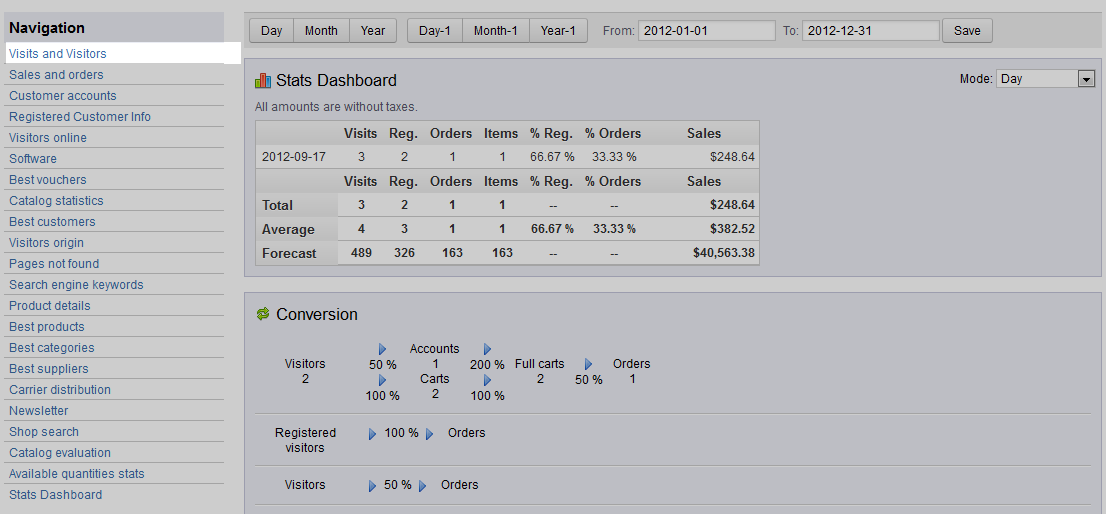 Navigation
Visits and Visitors
Sales and orders
Customer accounts
Registered Customer Info
Visitors online
Software
Best vouchers
Catalog statistics
Best customers
Visitors origin
Pages not found
Search engine keywords
Product details
Best products
Best categories
Best suppliers
Carrier distribution
Newsletter
Shop search
Catalog evaluation
Available quantities stats
Stats Dashboard
Day Month Year Day-1 Month-1 Year-1 From: 2012-01-01 To: 2012-12-31 Save
Stats Dashboard Mode: Day
All amounts are without taxes.
Visits Reg. Orders Items % Reg. % Orders Sales
2012-09-17 3 2 1 1 66.67 % 33.33 % $248.64
Visits Reg. Orders Items % Reg. % Orders Sales
Total 3 2 1 1 -- -- $248.64
Average 4 3 1 1 66.67 % 33.33 % $382.52
Forecast 489 326 163 163 -- -- $40,563.38
Conversion
Accounts
Visitors 50 % 1 200 % Full carts Orders
2 Carts 2 50 % 1
100 % 2 100 %
Registered 100 % Orders
visitors
Visitors 50 % Orders